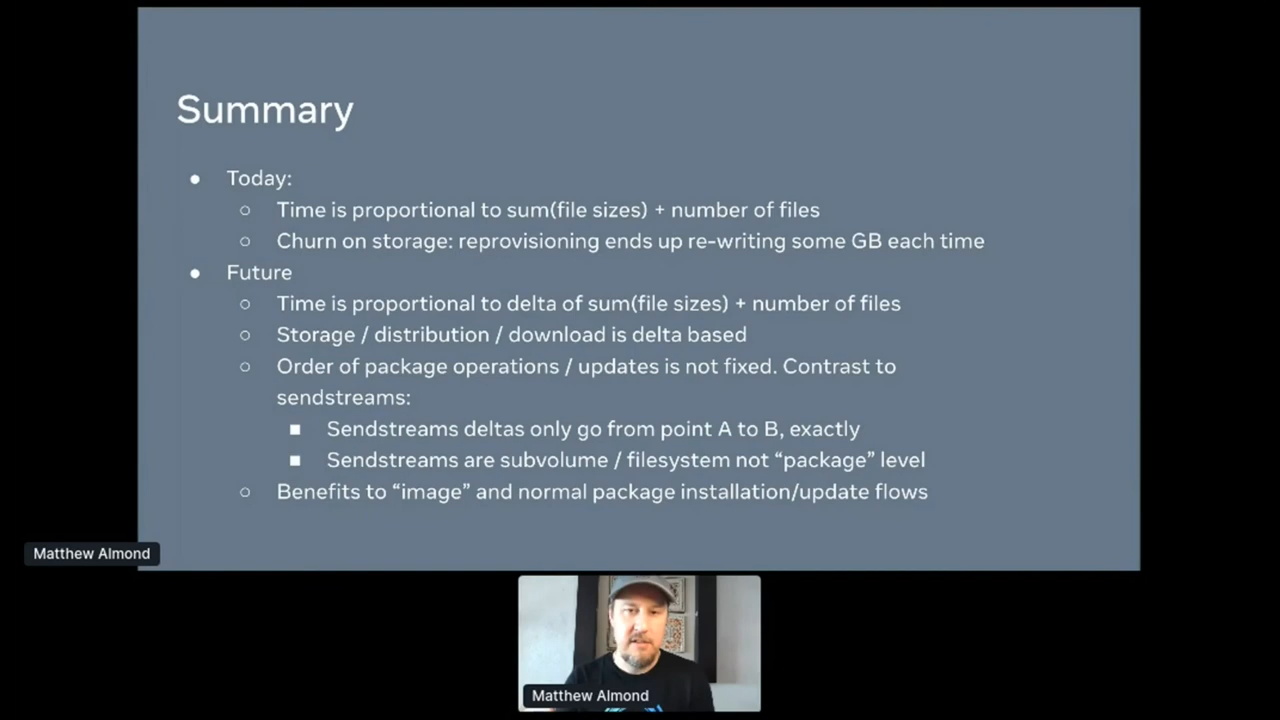 Summary
Today:
Time is proportional to sum(file sizes) + number of files
Churn on storage: reprovisioning ends up re-writing some GB each time
Future
Time is proportional to delta of sum(file sizes) + number of files
Storage / distribution / download is delta based
Order of package operations / updates is not fixed. Contrast to
sendstreams:
Sendstreams deltas only go from point A to B, exactly
Sendstreams are subvolume / filesystem not “package” level
Benefits to “image” and normal package installation/update flows
Matthew Almond
Matthew Almond